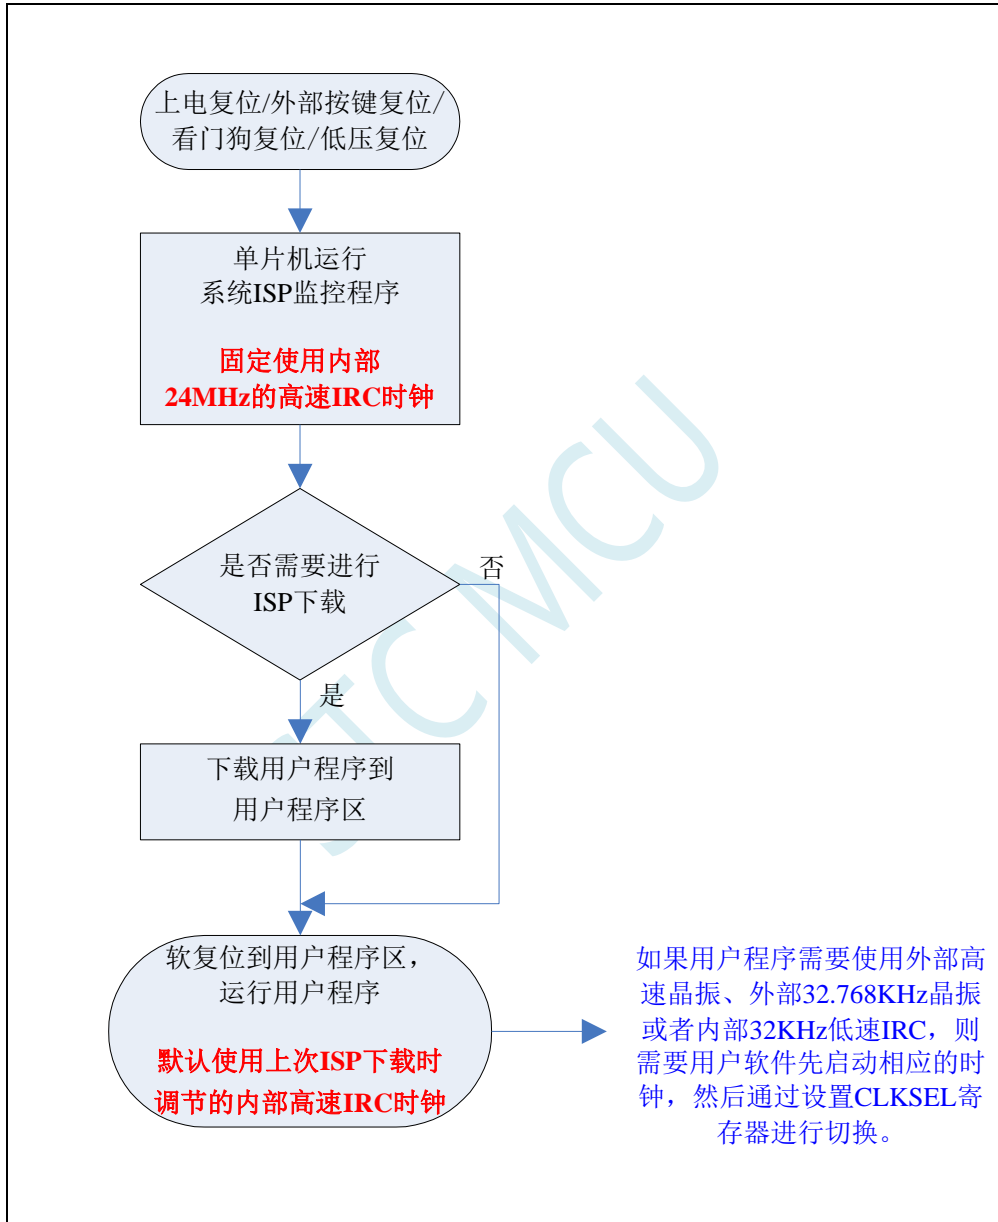 上电复位/外部按键复位/
看门狗复位/低压复位
单片机运行
系统ISP监控程序
固定使用内部
24MHz的高速IRC时钟
是否需要进行
ISP下载
否
是
下载用户程序到
用户程序区
软复位到用户程序区，
运行用户程序
默认使用上次ISP下载时
调节的内部高速IRC时钟
如果用户程序需要使用外部高
速晶振、外部32.768KHz晶振
或者内部32KHz低速IRC，则
需要用户软件先启动相应的时
钟，然后通过设置CLKSEL寄
存器进行切换。
STC MCU